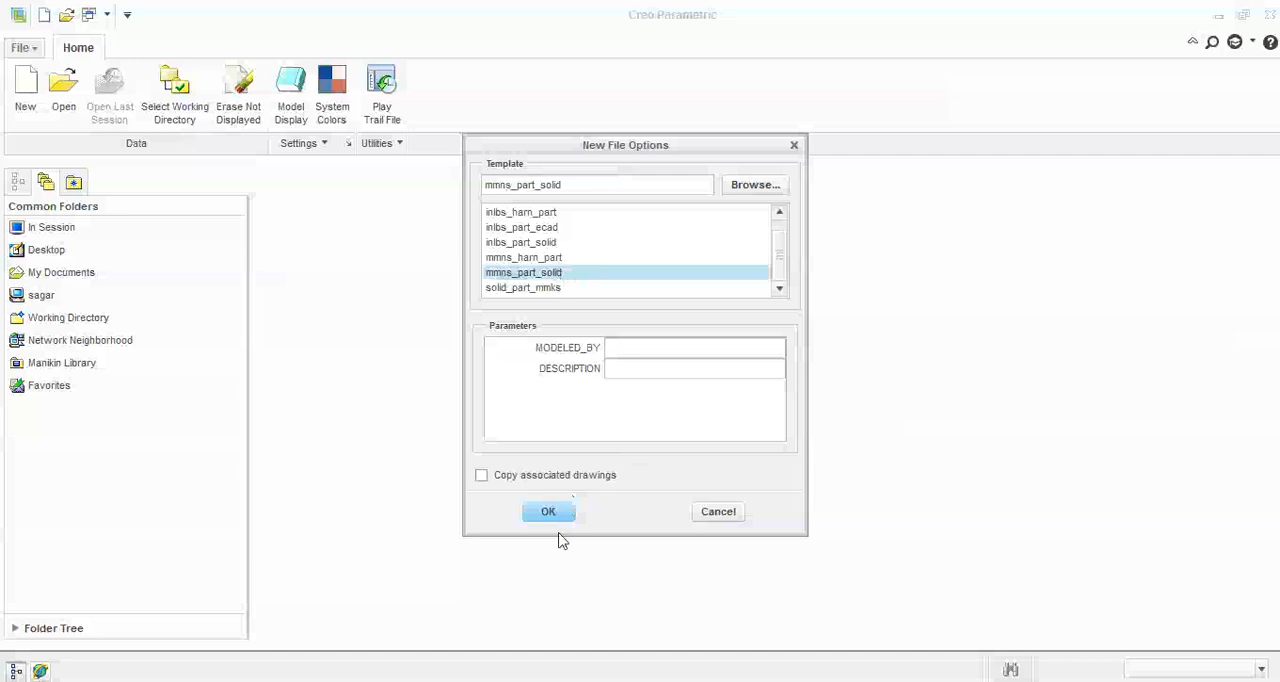 Creo Parametric
File
Home
New
Open
Open Last Session
Select Working Directory
Erase Not Displayed
Model Display
System Colors
Play Trail File
Data
Settings
Utilities
Common Folders
In Session
Desktop
My Documents
sagar
Working Directory
Network Neighborhood
Manikin Library
Favorites
Folder Tree
New File Options
Template
mmns_part_solid
Browse...
inlbs_harn_part
inlbs_part_ecad
inlbs_part_solid
mmns_harn_part
mmns_part_solid
solid_part_mmks
Parameters
MODELED_BY
DESCRIPTION
Copy associated drawings
OK
Cancel